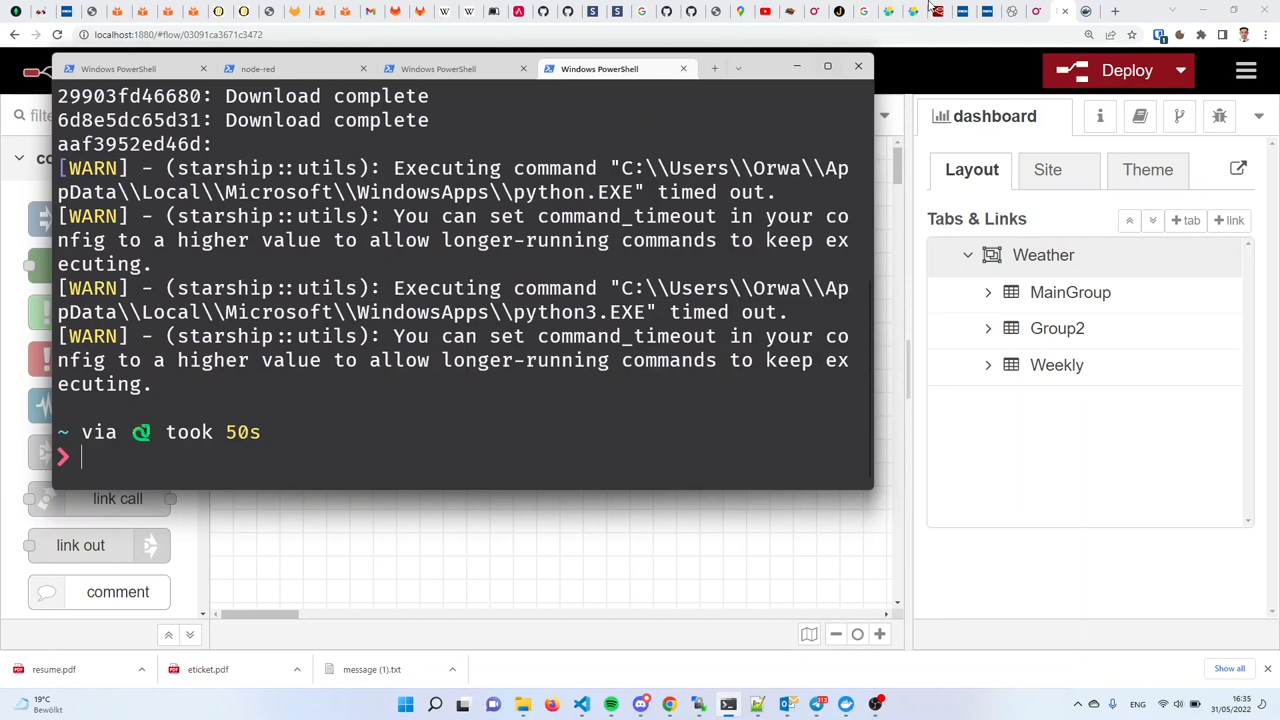 localhost:1880/#flow/03091ca3671c3472
Windows PowerShell
node-red
Windows PowerShell
Windows PowerShell
Deploy
29903fd46680: Download complete
6d8e5dc65d31: Download complete
aaf3952ed46d:
[WARN] - (starship::utils): Executing command "C:\\Users\\Orwa\\Ap
pData\\Local\\Microsoft\\WindowsApps\\python.EXE" timed out.
[WARN] - (starship::utils): You can set command_timeout in your co
nfig to a higher value to allow longer-running commands to keep ex
ecuting.
[WARN] - (starship::utils): Executing command "C:\\Users\\Orwa\\Ap
pData\\Local\\Microsoft\\WindowsApps\\python3.EXE" timed out.
[WARN] - (starship::utils): You can set command_timeout in your co
nfig to a higher value to allow longer-running commands to keep ex
ecuting.
~ via took 50s
filte
co
link call
link out
comment
dashboard
Layout
Site
Theme
Tabs & Links
tab
link
Weather
MainGroup
Group2
Weekly
resume.pdf
eticket.pdf
message (1).txt
Show all
19°C
Bewölkt
ENG
16:35
31/05/2022